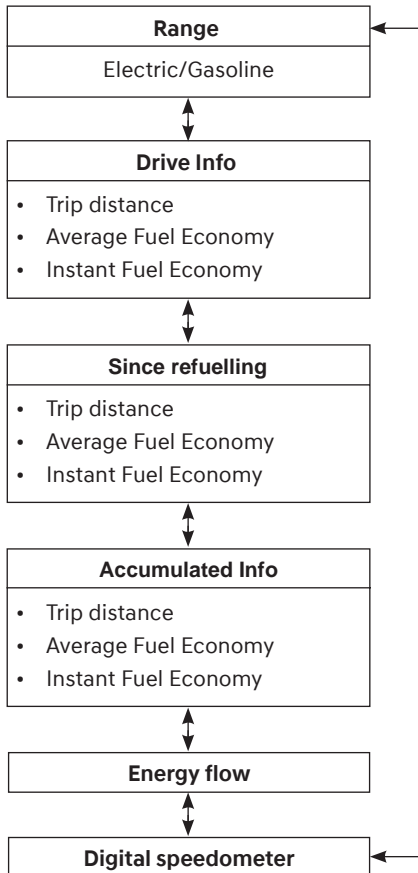 Range
Electric/Gasoline
Drive Info
• Trip distance
• Average Fuel Economy
• Instant Fuel Economy
Since refuelling
• Trip distance
• Average Fuel Economy
• Instant Fuel Economy
Accumulated Info
• Trip distance
• Average Fuel Economy
• Instant Fuel Economy
Energy flow
Digital speedometer